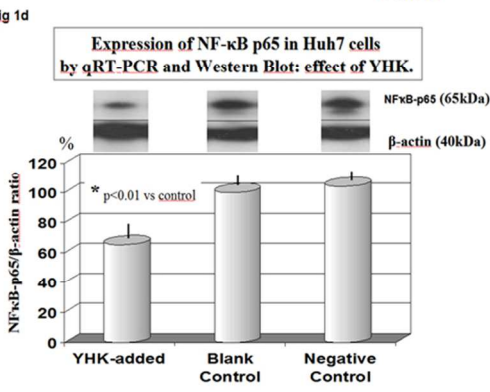 ig 1d
Expression of NF-κB p65 in Huh7 cells
by qRT-PCR and Western Blot: effect of YHK.
NFκB-p65 (65kDa)
β-actin (40kDa)
%
120
100
80
60
40
20
0
* p<0.01 vs control
NFκB-p65/β-actin ratio
YHK-added
Blank Control
Negative Control